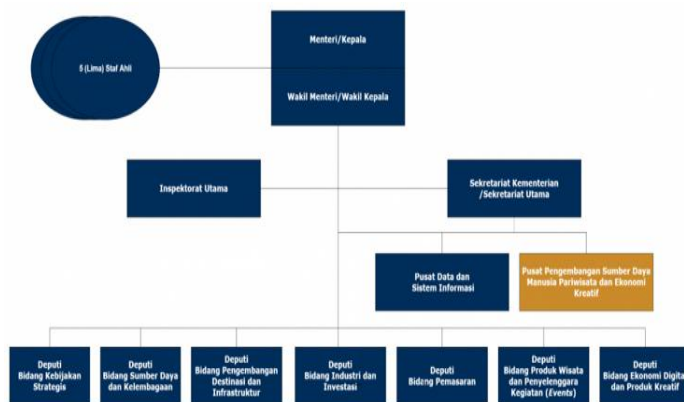 Menteri/Kepala
5 (Lima) Staf Ahli
Wakil Menteri/Wakil Kepala
Inspektorat Utama
Sekretariat Kementerian
/Sekretariat Utama
Pusat Data dan
Sistem Informasi
Pusat Pengembangan Sumber Daya
Manusia Pariwisata dan Ekonomi
Kreatif
Deputi
Bidang Kebijakan
Strategis
Deputi
Bidang Sumber Daya
dan Kelembagaan
Deputi
Bidang Pengembangan
Destinasi dan
Infrastruktur
Deputi
Bidang Industri dan
Investasi
Deputi
Bidang Pemasaran
Deputi
Bidang Produk Wisata
dan Penyelenggara
Kegiatan (Events)
Deputi
Bidang Ekonomi Digital
dan Produk Kreatif